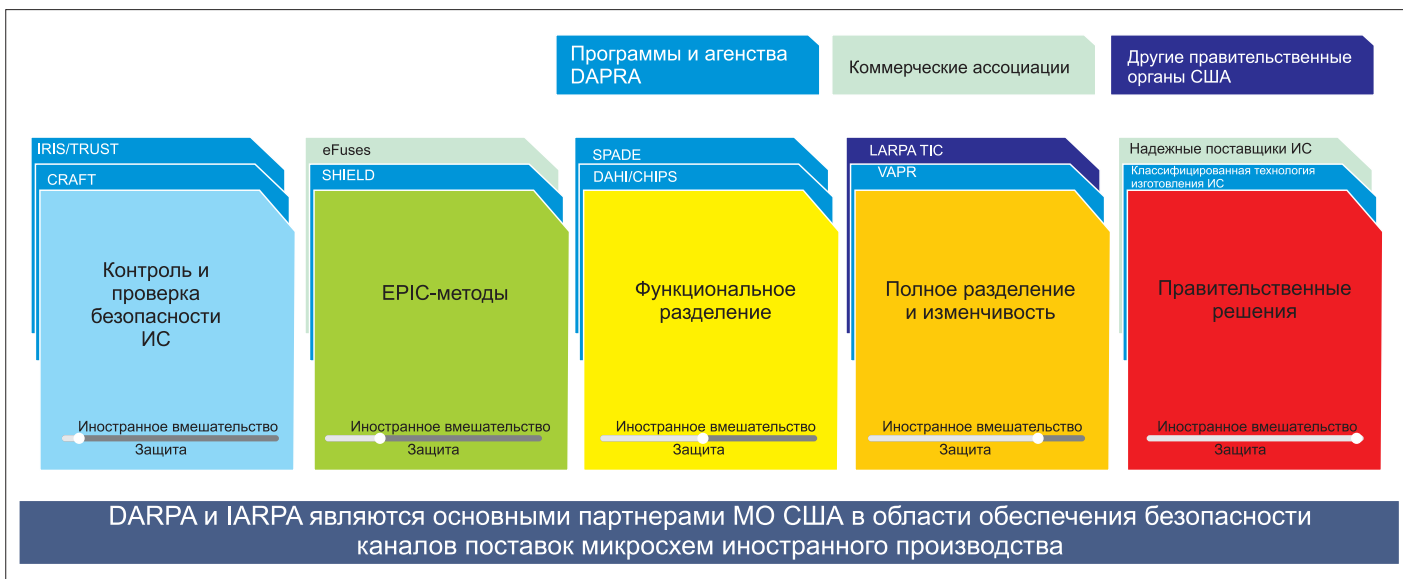 Программы и агенства
DAPRA
Коммерческие ассоциации
Другие правительственные
органы США
IRIS/TRUST
CRAFT
Контроль и
проверка
безопасности
ИС
Иностранное вмешательство
Защита
eFuses
SHIELD
EPIC-методы
Иностранное вмешательство
Защита
SPADE
DAHI/CHIPS
Функциональное
разделение
Иностранное вмешательство
Защита
LARPA TIC
VAPR
Полное разделение
и изменчивость
Иностранное вмешательство
Защита
Надежные поставщики ИС
Классифицированная технология
изготовления ИС
Правительственные
решения
Иностранное вмешательство
Защита
DARPA и IARPA являются основными партнерами МО США в области обеспечения безопасности
каналов поставок микросхем иностранного производства